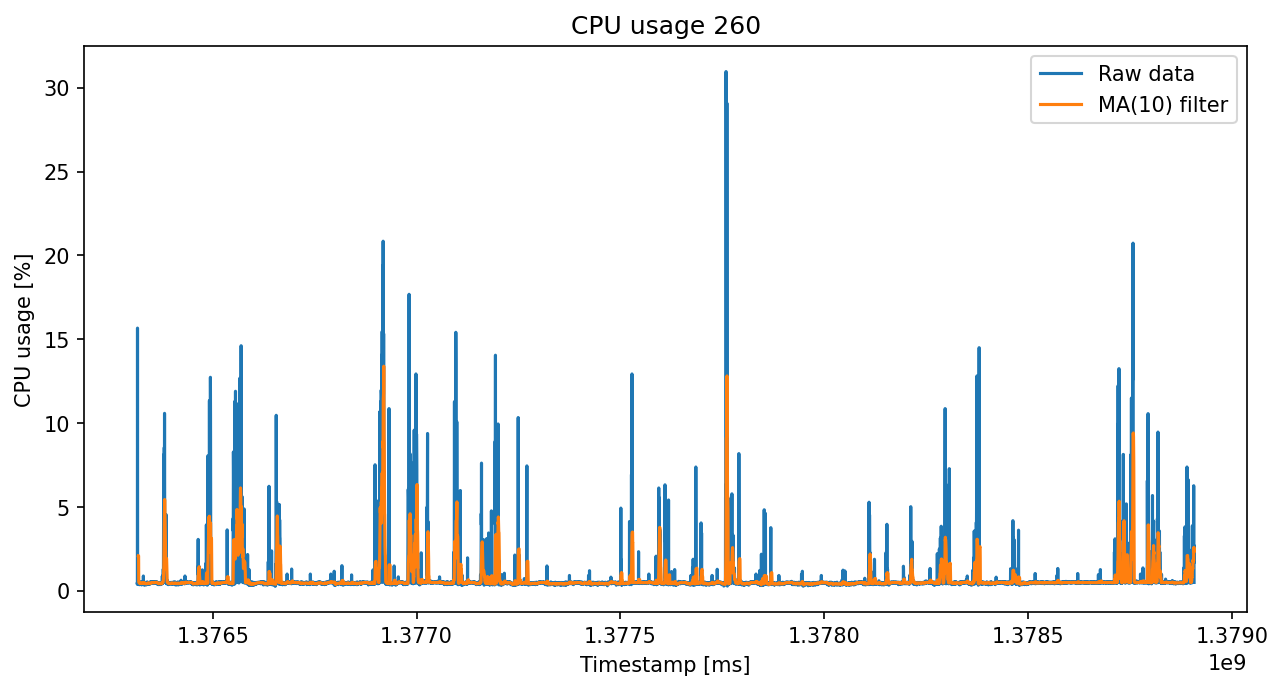 CPU usage 260
Raw data
MA(10) filter
CPU usage [%]
30
25
20
15
10
5
0
1.3765
1.3770
1.3775
1.3780
1.3785
1.3790
1e9
Timestamp [ms]